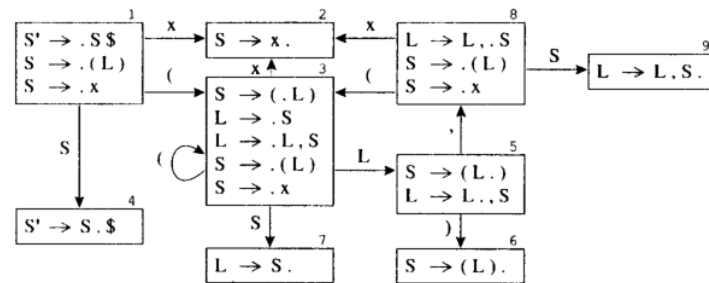 1
S' → .S$
S → .(L)
S → .x
x
(
S
2
S → x.
x
x
(
8
L → L,.S
S → .(L)
S → .x
S
9
L → L,S.
3
S → (.L)
L → .S
L → .L,S
S → .(L)
S → .x
(
L
,
5
S → (L.)
L → L.,S
4
S' → S.$
S
7
L → S.
)
6
S → (L).